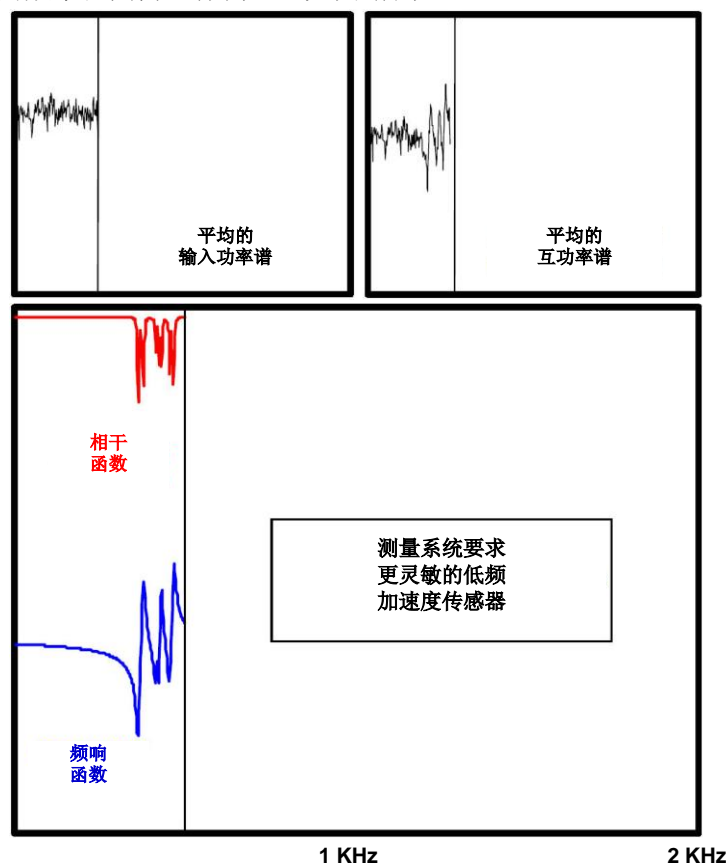 平均的
输入功率谱
平均的
互功率谱
相干
函数
测量系统要求
更灵敏的低频
加速度传感器
频响
函数
1 KHz
2 KHz